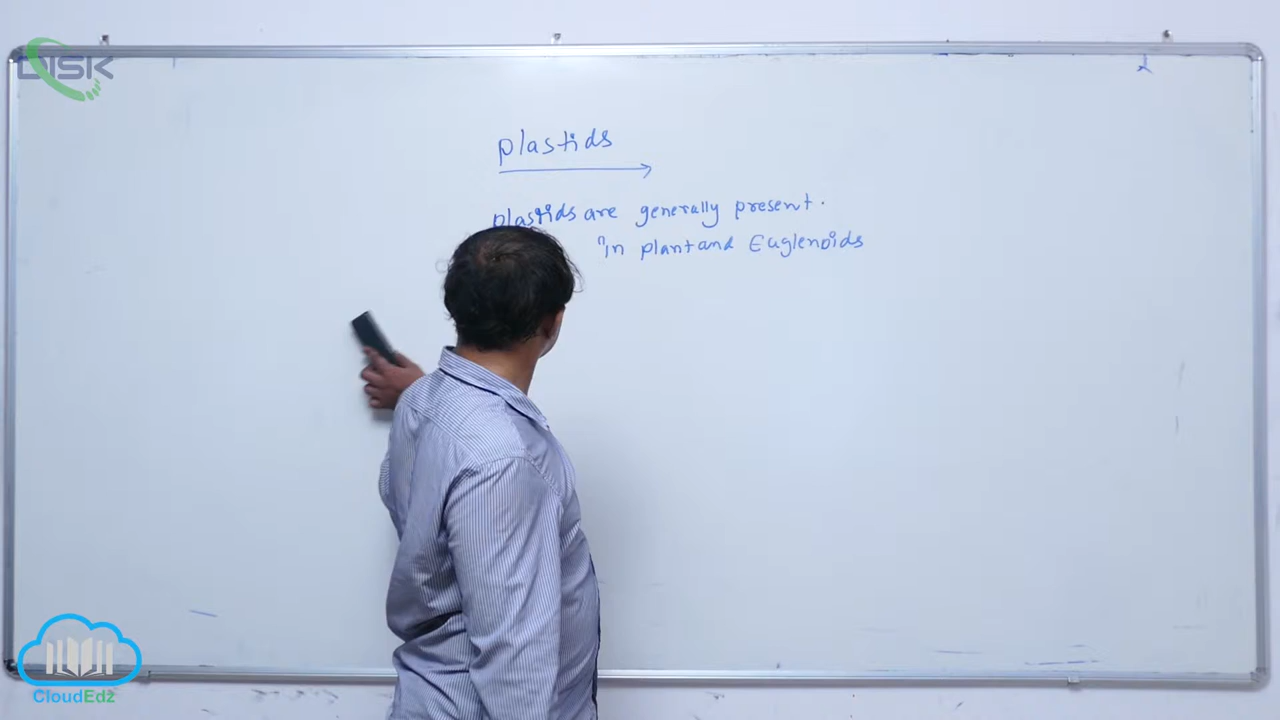 DISK
plastids
plastids are generally present.
in plant and Euglenoids
CloudEdz